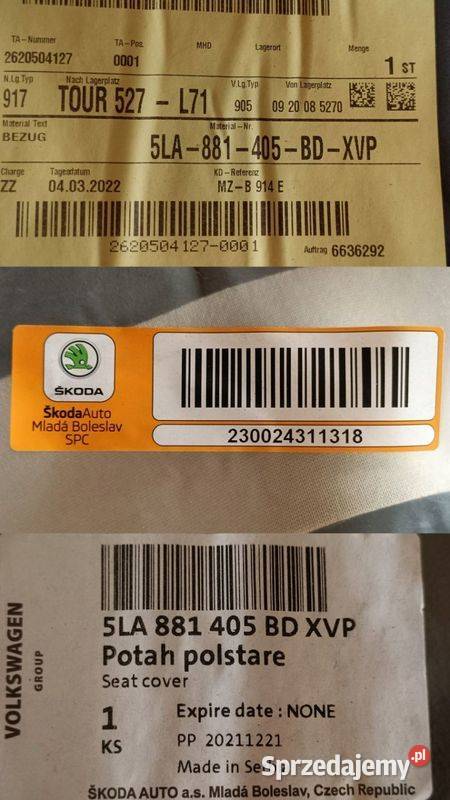 TA-Nummer TA-Pos. MHD Lagerort Menge
2620504127 0001 1 ST
N.Lg.Typ Nach Lagerplatz V.Lg.Typ Von Lagerplatz
917 TOUR 527 - L71 905 09 20 08 5270
Material Text Material-Nr.
BEZUG 5LA-881-405-BD-XVP
Charge Tagesdatum KD-Referenz
ZZ 04.03.2022 MZ-B 914 E
2620504127-0001 Auftrag 6636292
ŠKODA
ŠkodaAuto
Mladá Boleslav
SPC
230024311318
VOLKSWAGEN
GROUP
5LA 881 405 BD XVP
Potah polstare
Seat cover
1 Expire date : NONE
KS PP 20211221
Made in
Sprzedajemy.pl
ŠKODA AUTO a.s. Mladá Boleslav, Czech Republic